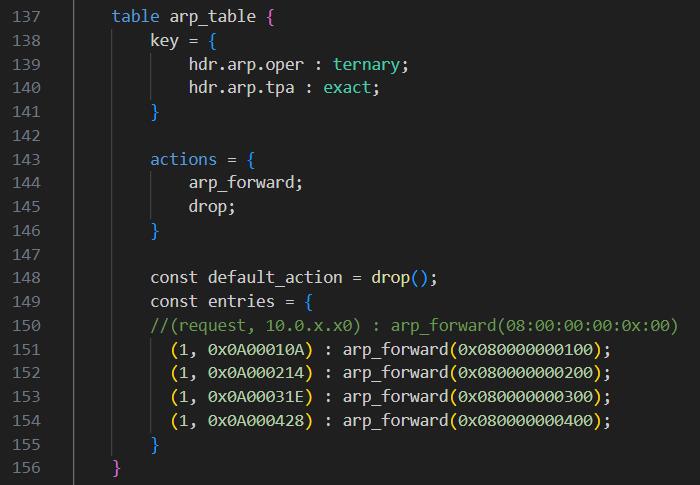 137 table arp_table {
138 key = {
139 hdr.arp.oper : ternary;
140 hdr.arp.tpa : exact;
141 }
142
143 actions = {
144 arp_forward;
145 drop;
146 }
147
148 const default_action = drop();
149 const entries = {
150 //(request, 10.0.x.x0) : arp_forward(08:00:00:00:0x:00)
151 (1, 0x0A00010A) : arp_forward(0x080000000100);
152 (1, 0x0A000214) : arp_forward(0x080000000200);
153 (1, 0x0A00031E) : arp_forward(0x080000000300);
154 (1, 0x0A000428) : arp_forward(0x080000000400);
155 }
156 }